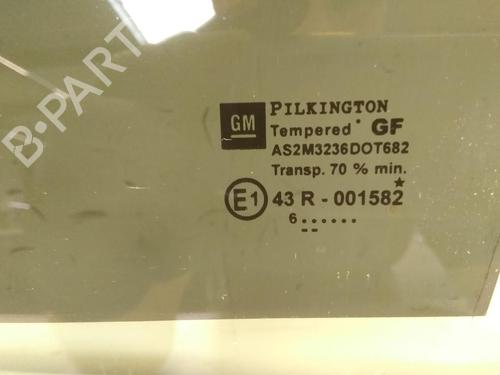 B-PARTS
GM PILKINGTON
Tempered GF
AS2M3236DOT682
Transp. 70 % min.
E1 43 R - 001582*
6......
--